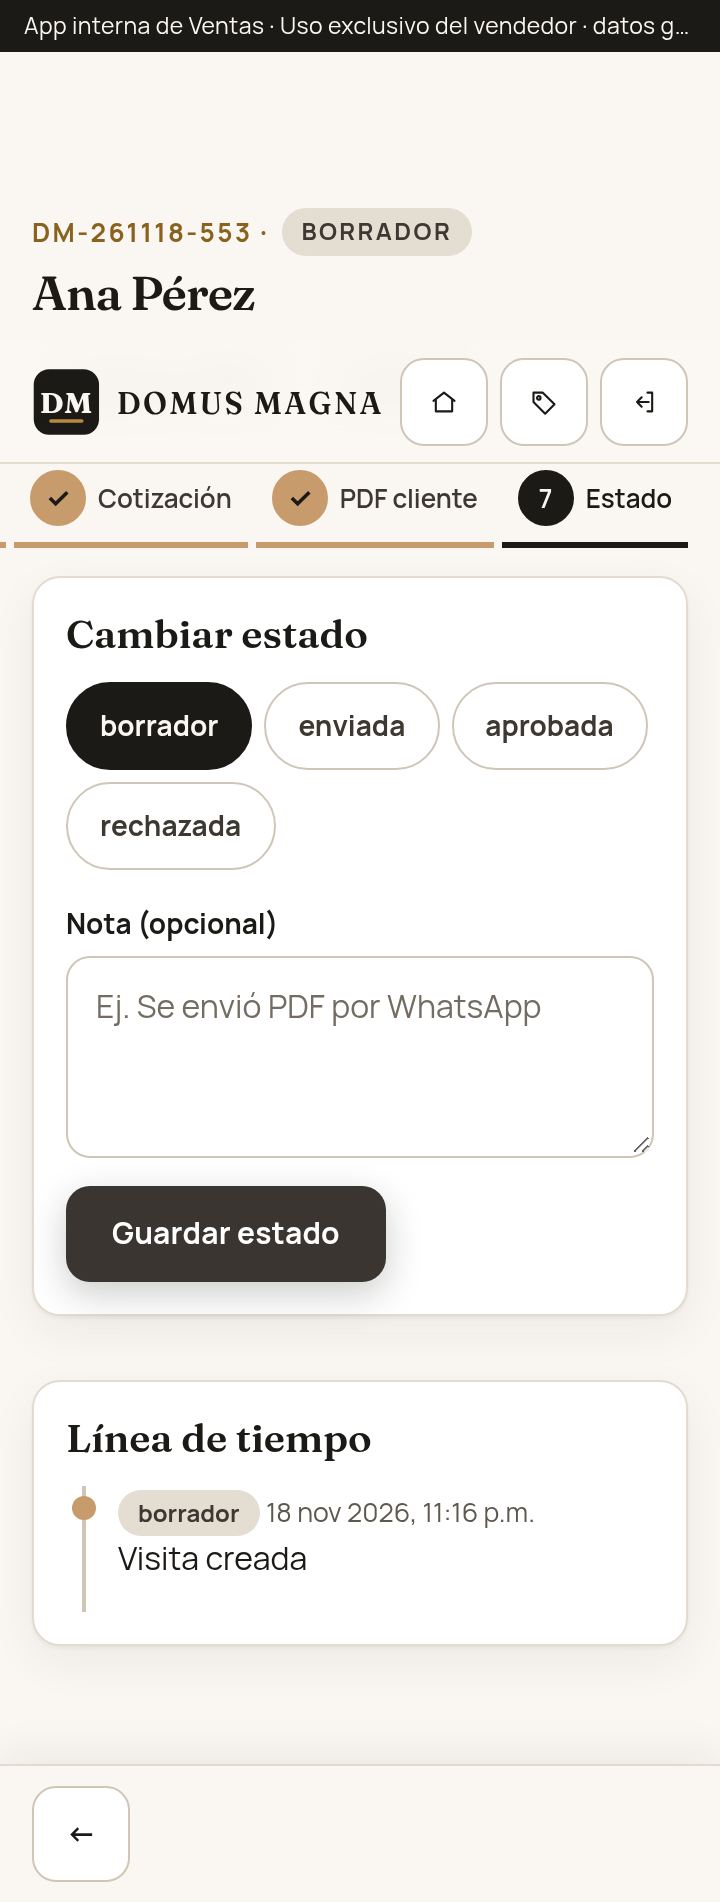 App interna de Ventas · Uso exclusivo del vendedor · datos g...
DM-261118-553 · BORRADOR
Ana Pérez
DM DOMUS MAGNA
Cotización PDF cliente 7 Estado
Cambiar estado
borrador enviada aprobada
rechazada
Nota (opcional)
Ej. Se envió PDF por WhatsApp
Guardar estado
Línea de tiempo
borrador 18 nov 2026, 11:16 p.m.
Visita creada